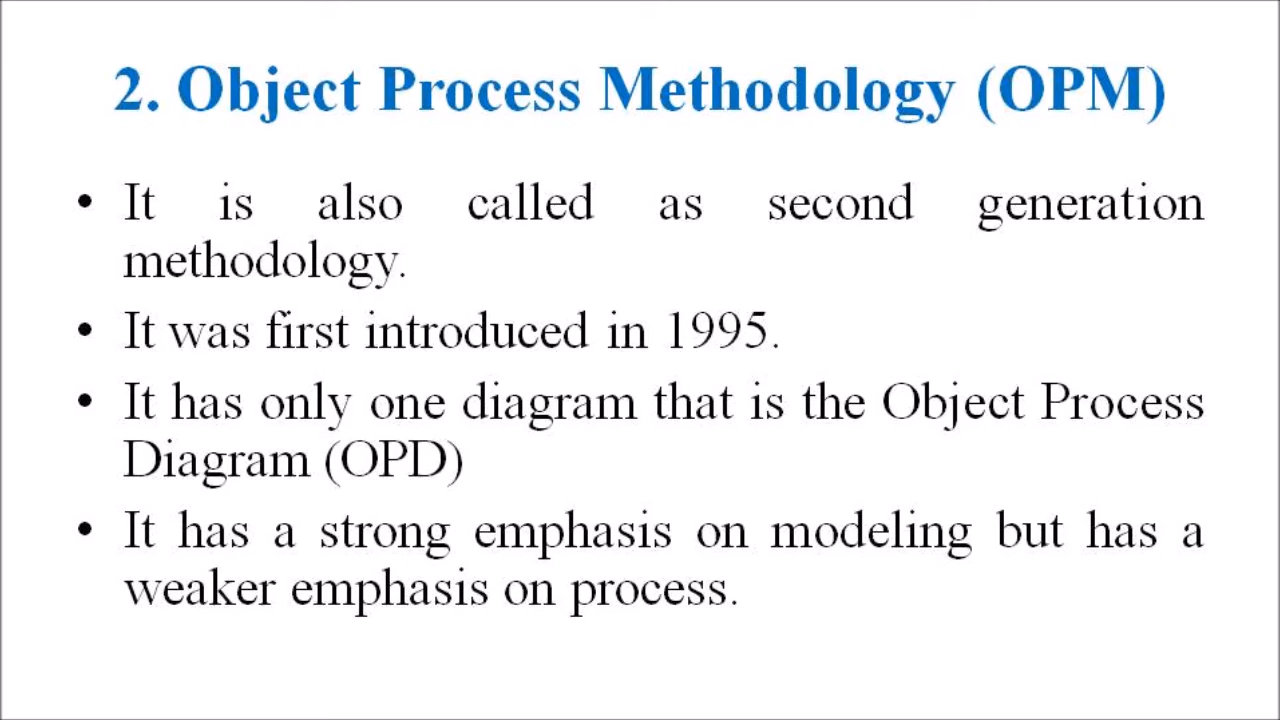 2. Object Process Methodology (OPM)
• It is also called as second generation
methodology.
• It was first introduced in 1995.
• It has only one diagram that is the Object Process
Diagram (OPD)
• It has a strong emphasis on modeling but has a
weaker emphasis on process.